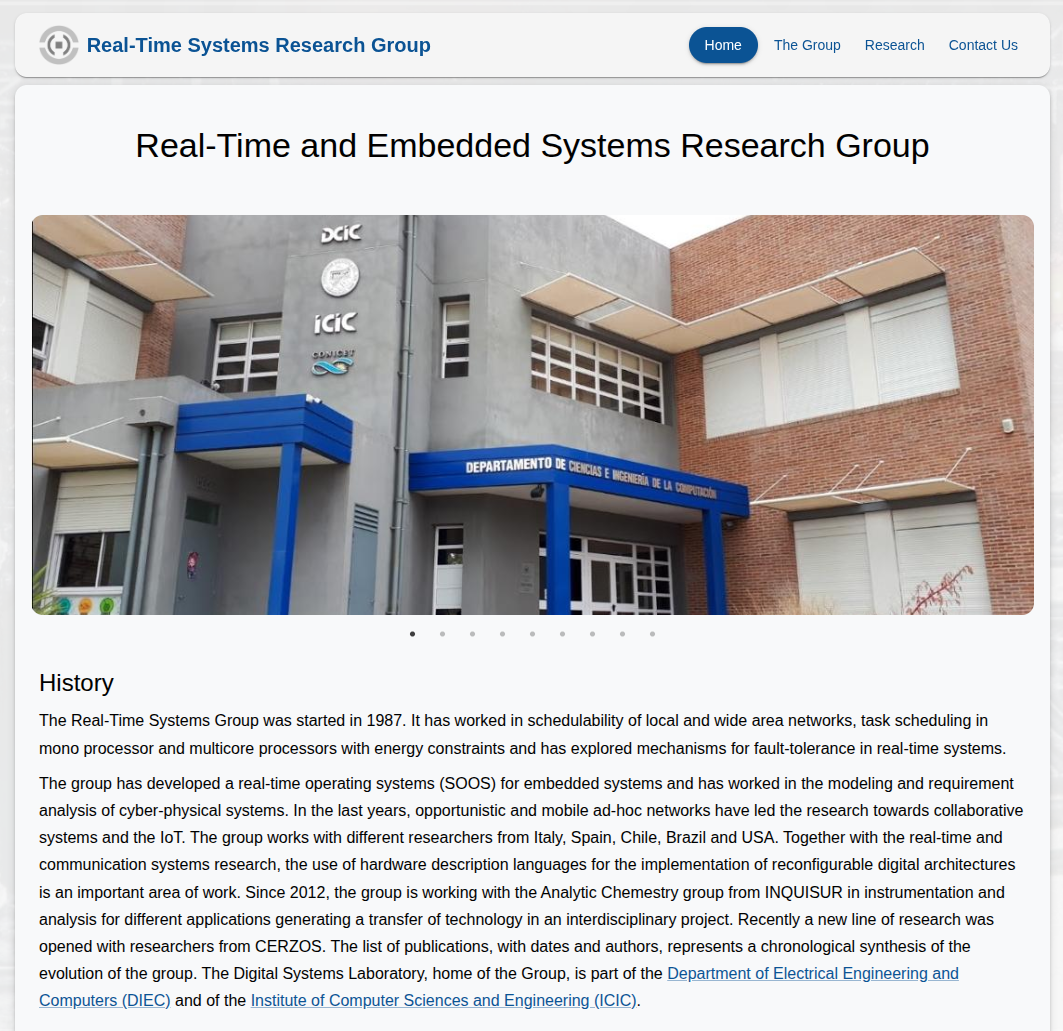 Real-Time Systems Research Group
Home
The Group
Research
Contact Us
Real-Time and Embedded Systems Research Group
DCIC
ICIC
CONICET
DEPARTAMENTO DE CIENCIAS E INGENIERÍA DE LA COMPUTACIÓN
History
The Real-Time Systems Group was started in 1987. It has worked in schedulability of local and wide area networks, task scheduling in
mono processor and multicore processors with energy constraints and has explored mechanisms for fault-tolerance in real-time systems.
The group has developed a real-time operating systems (SOOS) for embedded systems and has worked in the modeling and requirement
analysis of cyber-physical systems. In the last years, opportunistic and mobile ad-hoc networks have led the research towards collaborative
systems and the IoT. The group works with different researchers from Italy, Spain, Chile, Brazil and USA. Together with the real-time and
communication systems research, the use of hardware description languages for the implementation of reconfigurable digital architectures
is an important area of work. Since 2012, the group is working with the Analytic Chemestry group from INQUISUR in instrumentation and
analysis for different applications generating a transfer of technology in an interdisciplinary project. Recently a new line of research was
opened with researchers from CERZOS. The list of publications, with dates and authors, represents a chronological synthesis of the
evolution of the group. The Digital Systems Laboratory, home of the Group, is part of the Department of Electrical Engineering and
Computers (DIEC) and of the Institute of Computer Sciences and Engineering (ICIC).